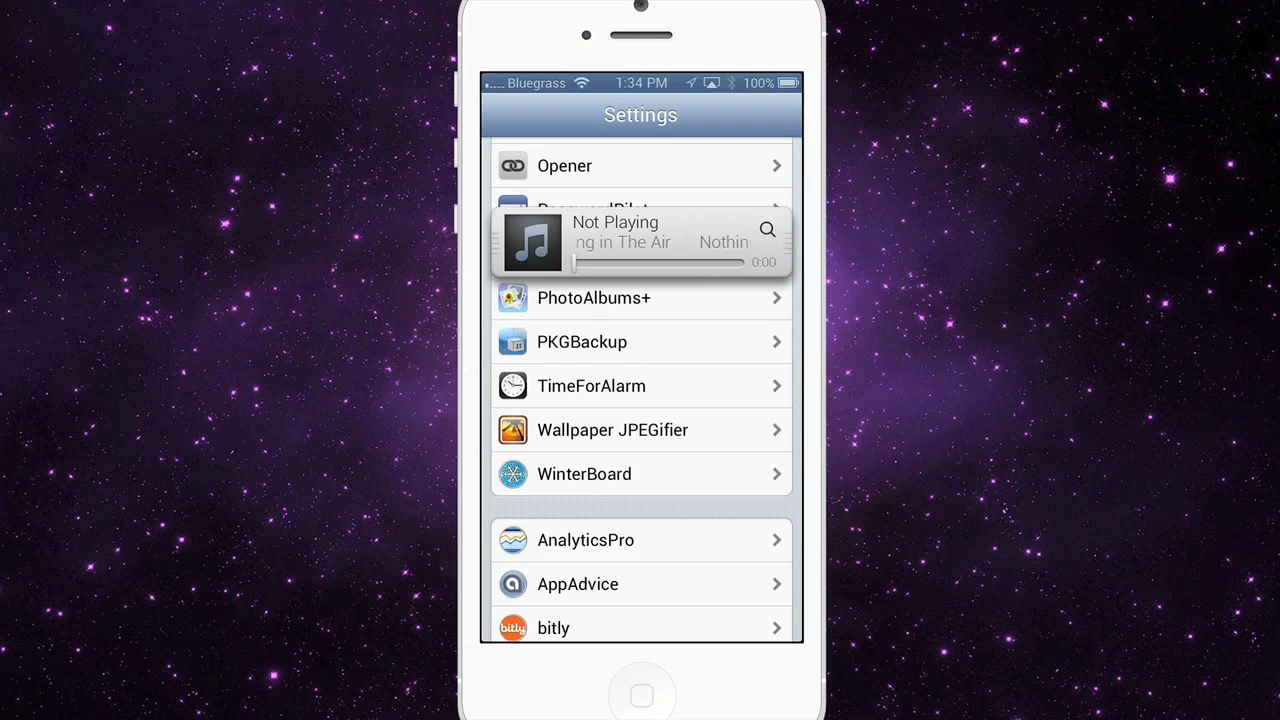 Bluegrass 1:34 PM 100%
Settings
Opener
Not Playing
ng in The Air Nothin
0:00
PhotoAlbums+
PKGBackup
TimeForAlarm
Wallpaper JPEGifier
WinterBoard
AnalyticsPro
AppAdvice
bitly bitly